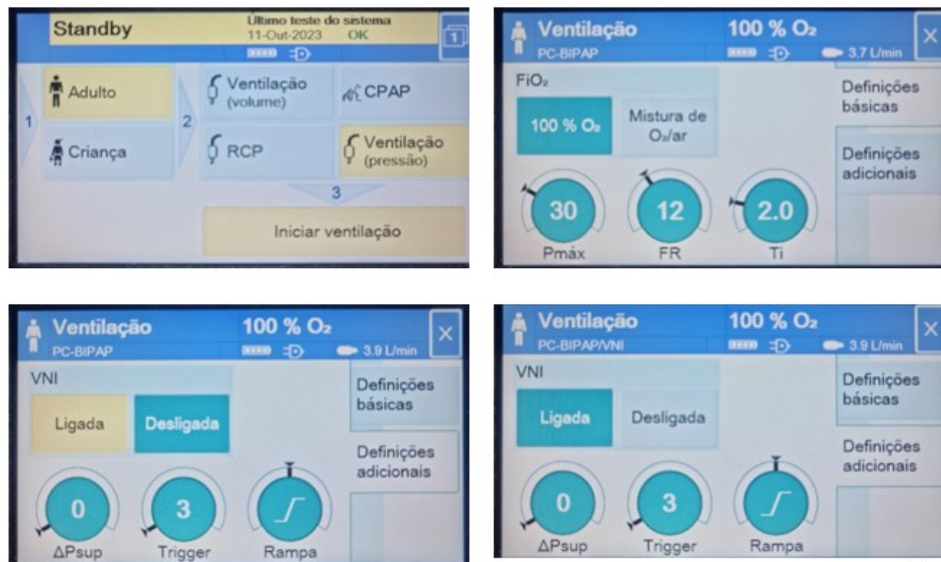 Standby
Último teste do sistema
11-Out-2023 OK
1
Adulto
Ventilação
(volume)
CPAP
1
2
Criança
RCP
Ventilação
(pressão)
3
Iniciar ventilação
Ventilação
100 % O₂
PC-BIPAP
3.7 L/min
FiO₂
100 % O₂
Mistura de
O₂/ar
Definições
básicas
Definições
adicionais
30
12
2.0
Pmáx
FR
Ti
Ventilação
100 % O₂
PC-BIPAP
3.9 L/min
VNI
Ligada
Desligada
Definições
básicas
Definições
adicionais
0
3
ΔPsup
Trigger
Rampa
Ventilação
100 % O₂
PC-BIPAP/VNI
3.9 L/min
VNI
Ligada
Desligada
Definições
básicas
Definições
adicionais
0
3
ΔPsup
Trigger
Rampa